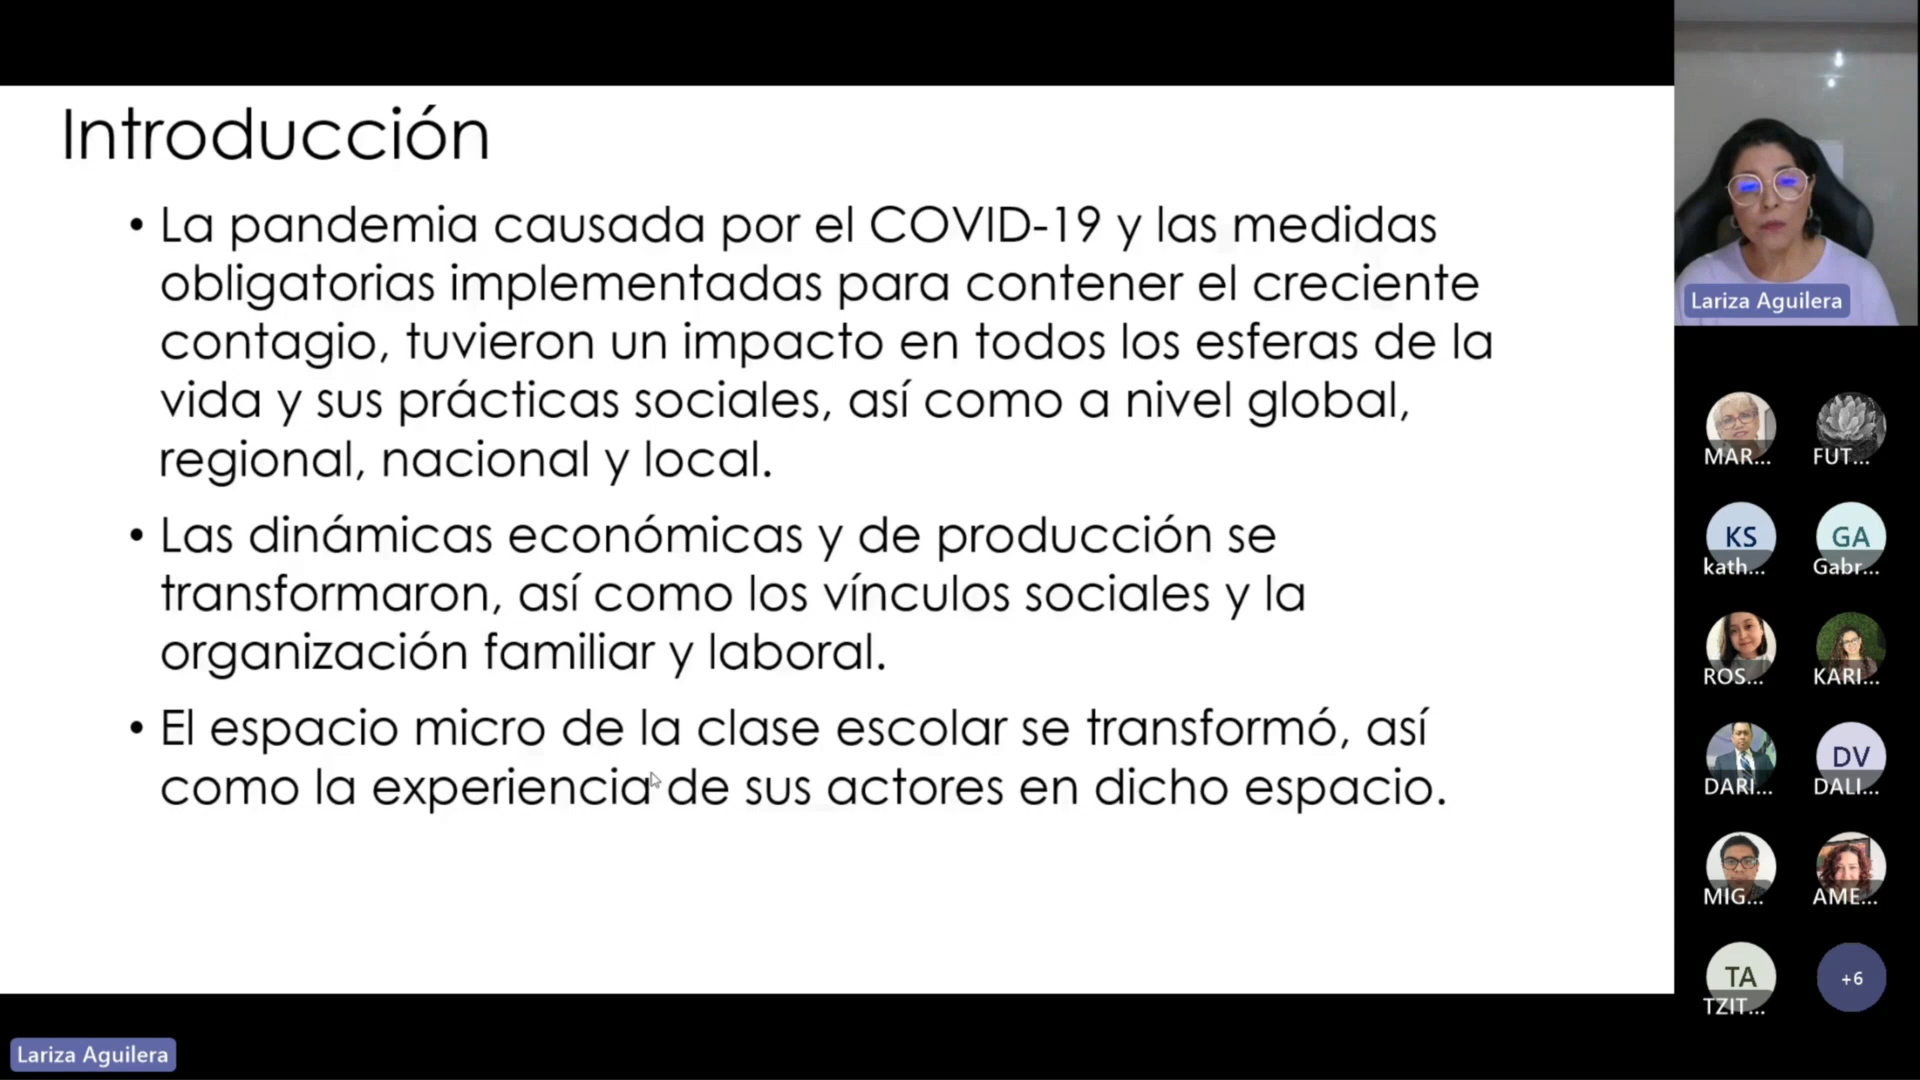 Introducción
• La pandemia causada por el COVID-19 y las medidas
obligatorias implementadas para contener el creciente
contagio, tuvieron un impacto en todos los esferas de la
vida y sus prácticas sociales, así como a nivel global,
regional, nacional y local.
• Las dinámicas económicas y de producción se
transformaron, así como los vínculos sociales y la
organización familiar y laboral.
• El espacio micro de la clase escolar se transformó, así
como la experiencia de sus actores en dicho espacio.
Lariza Aguilera
MAR...
FUT...
KS
kath...
GA
Gabr...
ROS...
KARI...
DARI...
DV
DALI...
MIG...
AME...
TA
TZIT...
+6
Lariza Aguilera